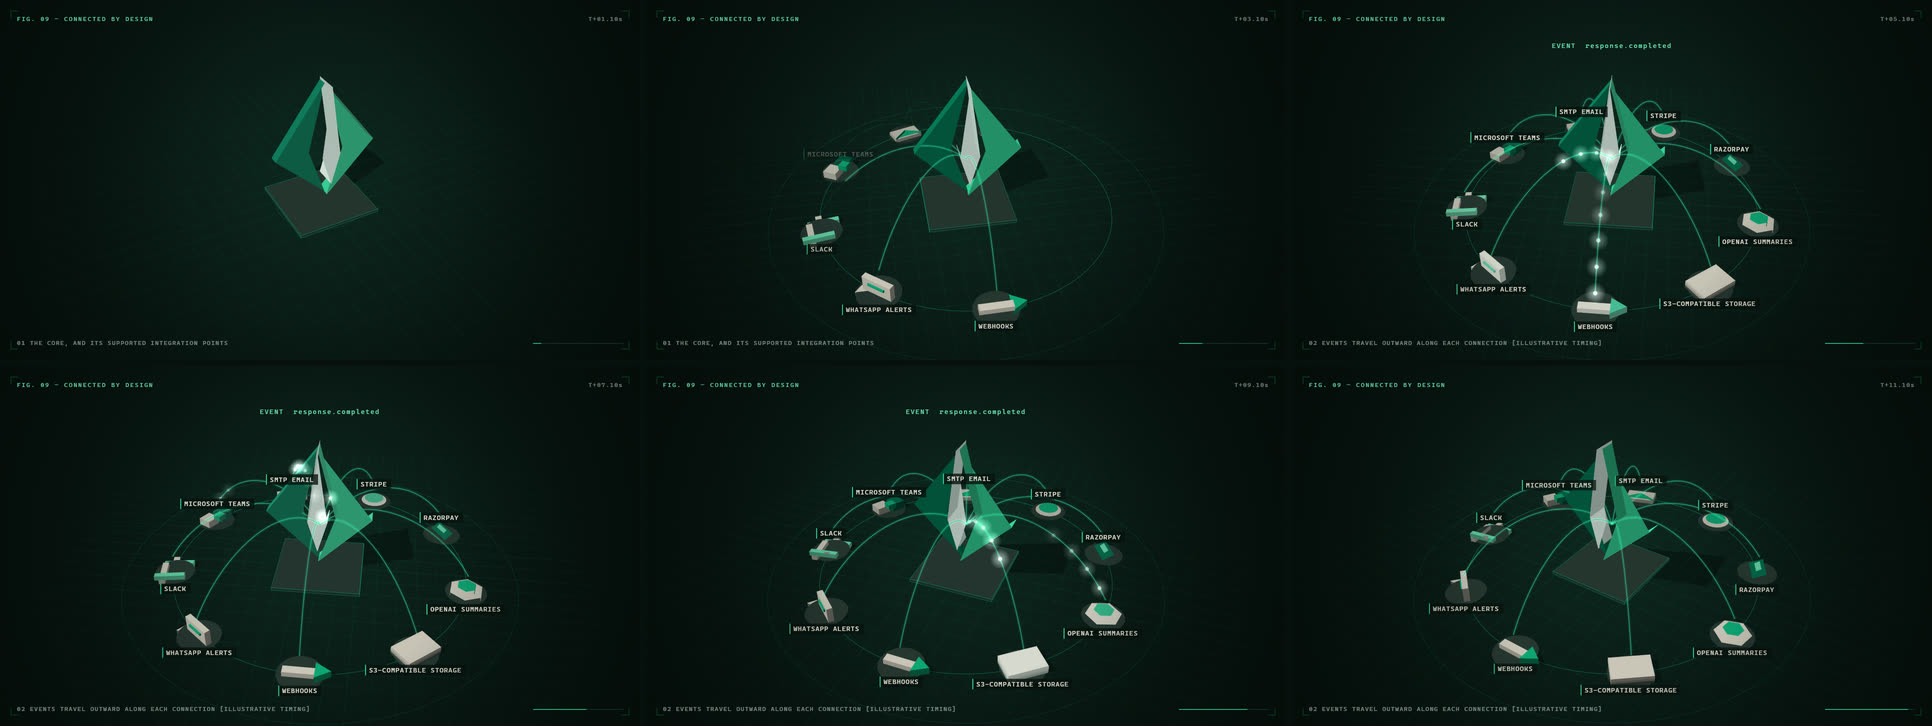 FIG. 09 — CONNECTED BY DESIGN
T+01.10s
01 THE CORE, AND ITS SUPPORTED INTEGRATION POINTS
FIG. 09 — CONNECTED BY DESIGN
T+03.10s
MICROSOFT TEAMS
SLACK
WHATSAPP ALERTS
WEBHOOKS
01 THE CORE, AND ITS SUPPORTED INTEGRATION POINTS
FIG. 09 — CONNECTED BY DESIGN
T+05.10s
EVENT response.completed
SMTP EMAIL
STRIPE
MICROSOFT TEAMS
RAZORPAY
SLACK
OPENAI SUMMARIES
WHATSAPP ALERTS
S3-COMPATIBLE STORAGE
WEBHOOKS
02 EVENTS TRAVEL OUTWARD ALONG EACH CONNECTION [ILLUSTRATIVE TIMING]
FIG. 09 — CONNECTED BY DESIGN
T+07.10s
EVENT response.completed
SMTP EMAIL
STRIPE
MICROSOFT TEAMS
RAZORPAY
SLACK
OPENAI SUMMARIES
WHATSAPP ALERTS
S3-COMPATIBLE STORAGE
WEBHOOKS
02 EVENTS TRAVEL OUTWARD ALONG EACH CONNECTION [ILLUSTRATIVE TIMING]
FIG. 09 — CONNECTED BY DESIGN
T+09.10s
EVENT response.completed
SMTP EMAIL
MICROSOFT TEAMS
STRIPE
SLACK
RAZORPAY
WHATSAPP ALERTS
OPENAI SUMMARIES
WEBHOOKS
S3-COMPATIBLE STORAGE
02 EVENTS TRAVEL OUTWARD ALONG EACH CONNECTION [ILLUSTRATIVE TIMING]
FIG. 09 — CONNECTED BY DESIGN
T+11.10s
SMTP EMAIL
MICROSOFT TEAMS
STRIPE
SLACK
RAZORPAY
WHATSAPP ALERTS
OPENAI SUMMARIES
WEBHOOKS
S3-COMPATIBLE STORAGE
02 EVENTS TRAVEL OUTWARD ALONG EACH CONNECTION [ILLUSTRATIVE TIMING]